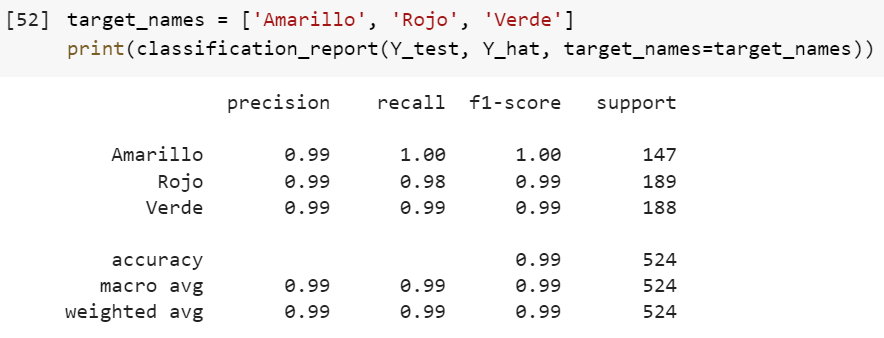 [52] target_names = ['Amarillo', 'Rojo', 'Verde']
print(classification_report(Y_test, Y_hat, target_names=target_names))
precision recall f1-score support
Amarillo 0.99 1.00 1.00 147
Rojo 0.99 0.98 0.99 189
Verde 0.99 0.99 0.99 188
accuracy 0.99 524
macro avg 0.99 0.99 0.99 524
weighted avg 0.99 0.99 0.99 524